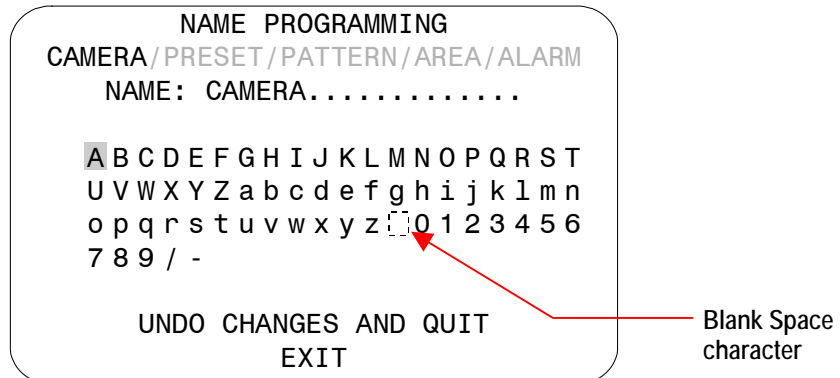 NAME PROGRAMMING
CAMERA/PRESET/PATTERN/AREA/ALARM
NAME: CAMERA.............
A B C D E F G H I J K L M N O P Q R S T
U V W X Y Z a b c d e f g h i j k l m n
o p q r s t u v w x y z 0 1 2 3 4 5 6
7 8 9 / -
UNDO CHANGES AND QUIT
EXIT
Blank Space
character